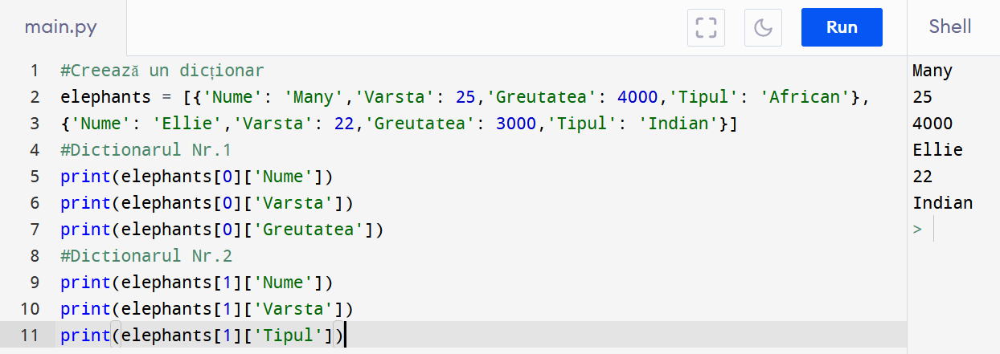 main.py
Run
Shell
1 #Creează un dicționar
2 elephants = [{'Nume': 'Many','Varsta': 25,'Greutatea': 4000,'Tipul': 'African'},
3 {'Nume': 'Ellie','Varsta': 22,'Greutatea': 3000,'Tipul': 'Indian'}]
4 #Dictionarul Nr.1
5 print(elephants[0]['Nume'])
6 print(elephants[0]['Varsta'])
7 print(elephants[0]['Greutatea'])
8 #Dictionarul Nr.2
9 print(elephants[1]['Nume'])
10 print(elephants[1]['Varsta'])
11 print(elephants[1]['Tipul'])
Many
25
4000
Ellie
22
Indian
>